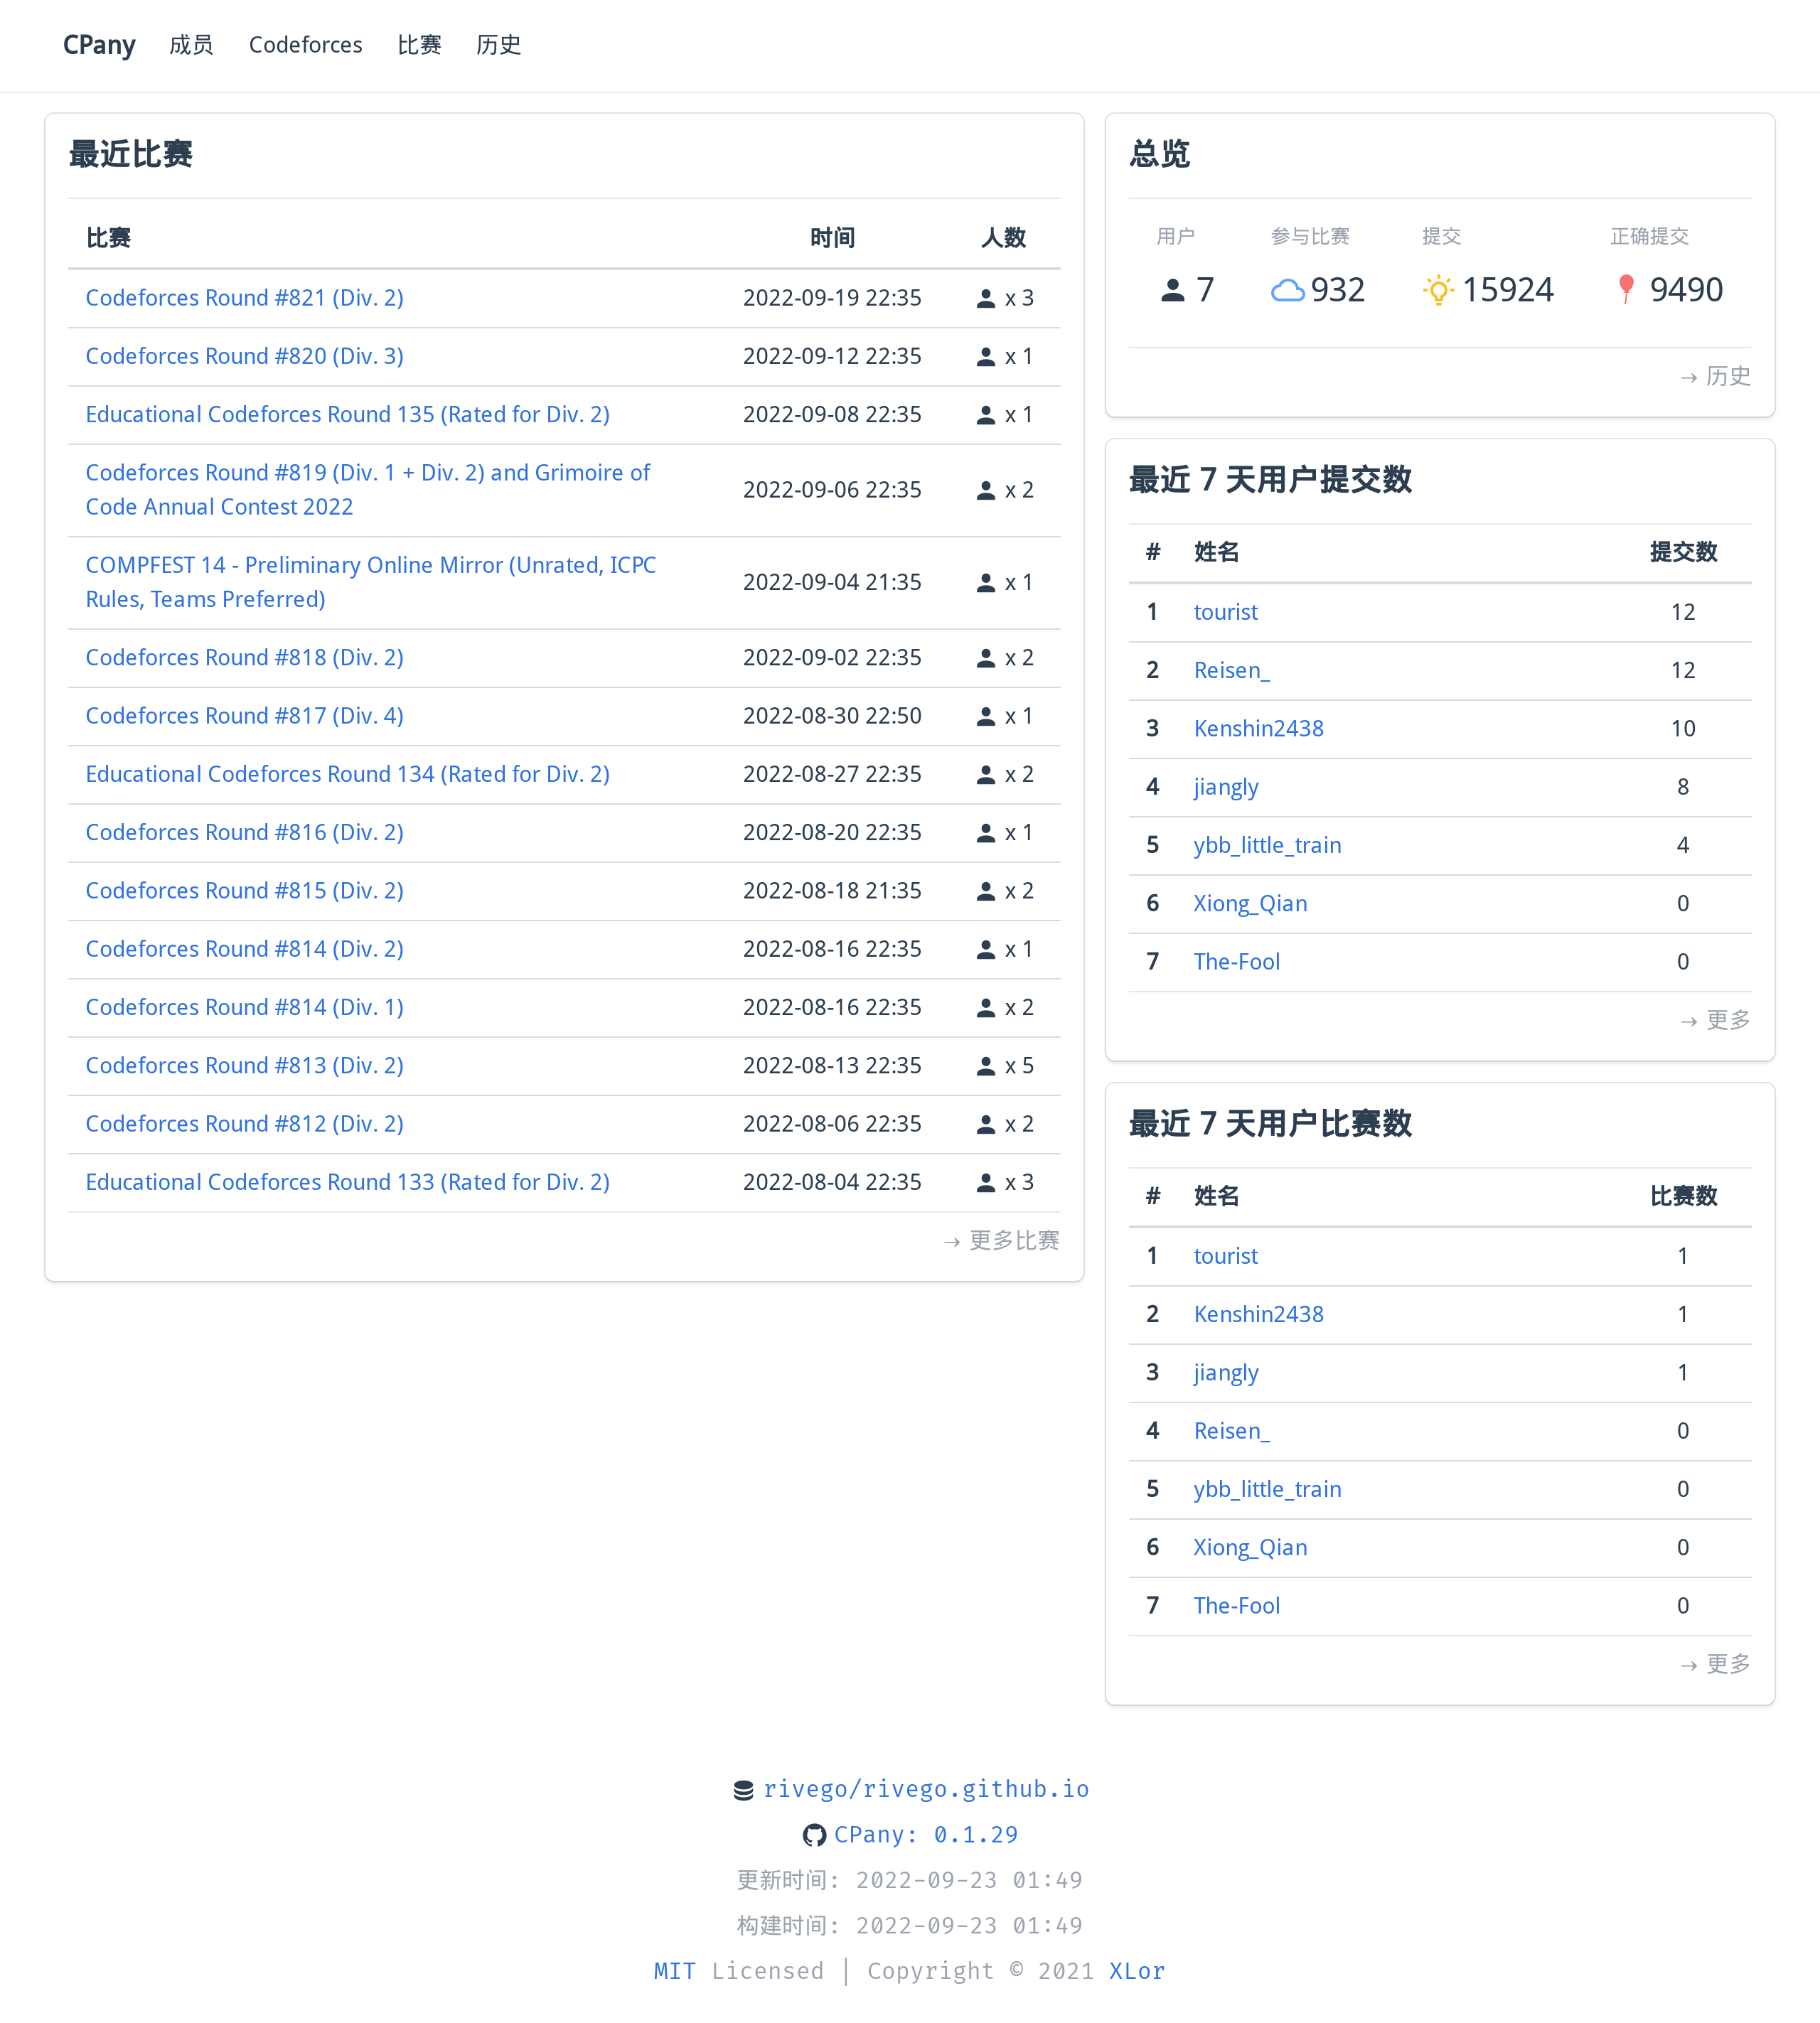 CPany 成员 Codeforces 比赛 历史
最近比赛
比赛 时间 人数
Codeforces Round #821 (Div. 2) 2022-09-19 22:35 x 3
Codeforces Round #820 (Div. 3) 2022-09-12 22:35 x 1
Educational Codeforces Round 135 (Rated for Div. 2) 2022-09-08 22:35 x 1
Codeforces Round #819 (Div. 1 + Div. 2) and Grimoire of
Code Annual Contest 2022 2022-09-06 22:35 x 2
COMPFEST 14 - Preliminary Online Mirror (Unrated, ICPC
Rules, Teams Preferred) 2022-09-04 21:35 x 1
Codeforces Round #818 (Div. 2) 2022-09-02 22:35 x 2
Codeforces Round #817 (Div. 4) 2022-08-30 22:50 x 1
Educational Codeforces Round 134 (Rated for Div. 2) 2022-08-27 22:35 x 2
Codeforces Round #816 (Div. 2) 2022-08-20 22:35 x 1
Codeforces Round #815 (Div. 2) 2022-08-18 21:35 x 2
Codeforces Round #814 (Div. 2) 2022-08-16 22:35 x 1
Codeforces Round #814 (Div. 1) 2022-08-16 22:35 x 2
Codeforces Round #813 (Div. 2) 2022-08-13 22:35 x 5
Codeforces Round #812 (Div. 2) 2022-08-06 22:35 x 2
Educational Codeforces Round 133 (Rated for Div. 2) 2022-08-04 22:35 x 3
→ 更多比赛
总览
用户 参与比赛 提交 正确提交
7 932 15924 9490
→ 历史
最近 7 天用户提交数
# 姓名 提交数
1 tourist 12
2 Reisen_ 12
3 Kenshin2438 10
4 jiangly 8
5 ybb_little_train 4
6 Xiong_Qian 0
7 The-Fool 0
→ 更多
最近 7 天用户比赛数
# 姓名 比赛数
1 tourist 1
2 Kenshin2438 1
3 jiangly 1
4 Reisen_ 0
5 ybb_little_train 0
6 Xiong_Qian 0
7 The-Fool 0
→ 更多
rivego/rivego.github.io
CPany: 0.1.29
更新时间: 2022-09-23 01:49
构建时间: 2022-09-23 01:49
MIT Licensed | Copyright © 2021 XLor